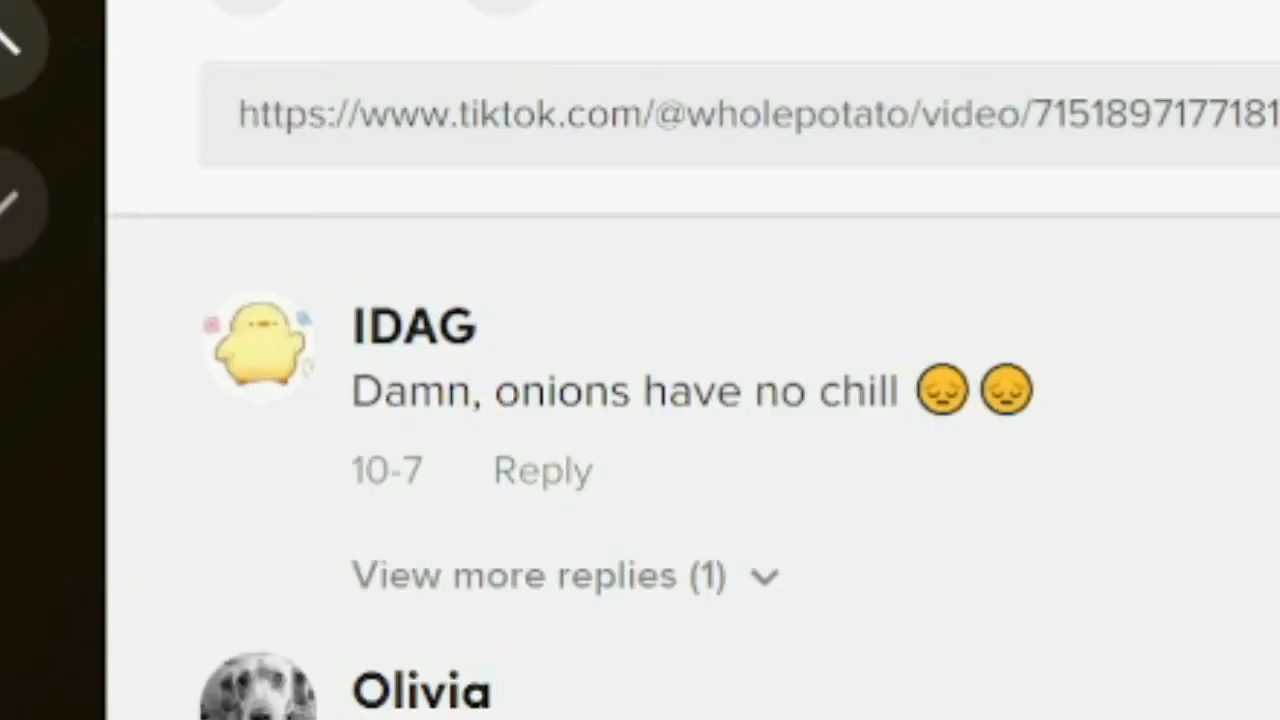 https://www.tiktok.com/@wholepotato/video/7151897177181
IDAG
Damn, onions have no chill 😞😞
10-7 Reply
View more replies (1)
Olivia